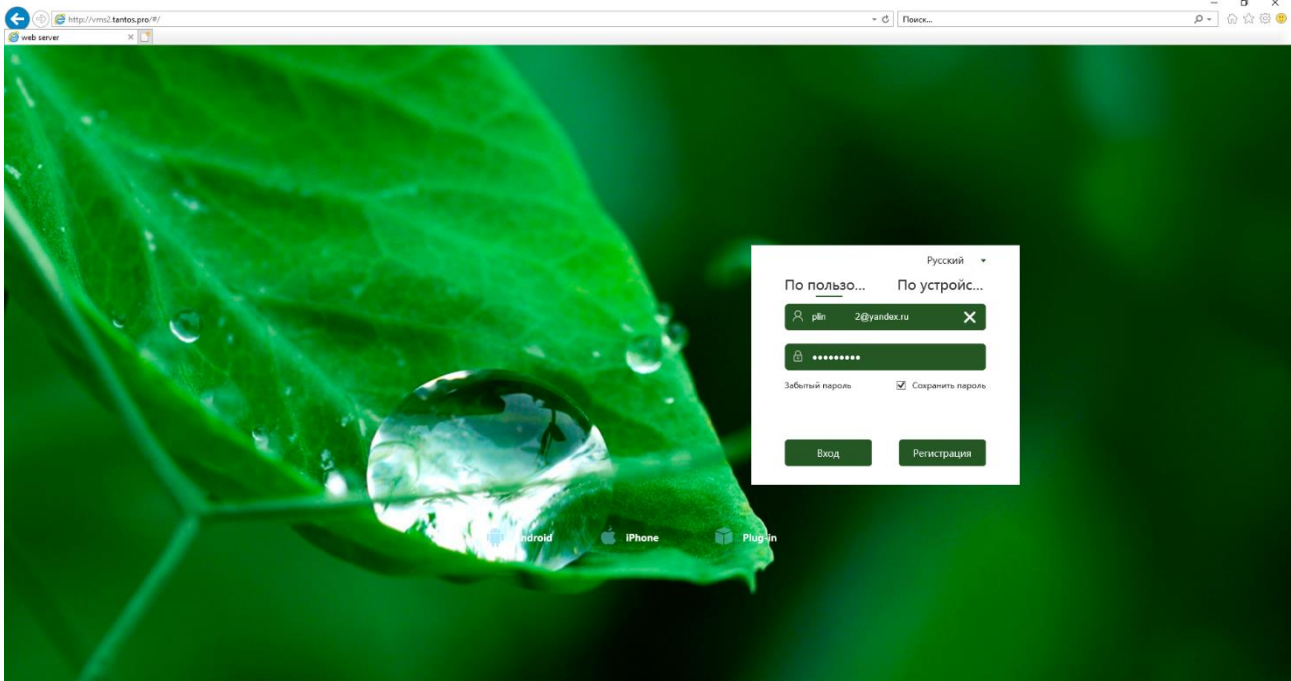 http://vms2.tantos.pro/#/
Поиск...
web server
Русский
По пользо... По устройс...
plin 2@yandex.ru
Забытый пароль Сохранить пароль
Вход Регистрация
Android iPhone Plug-in